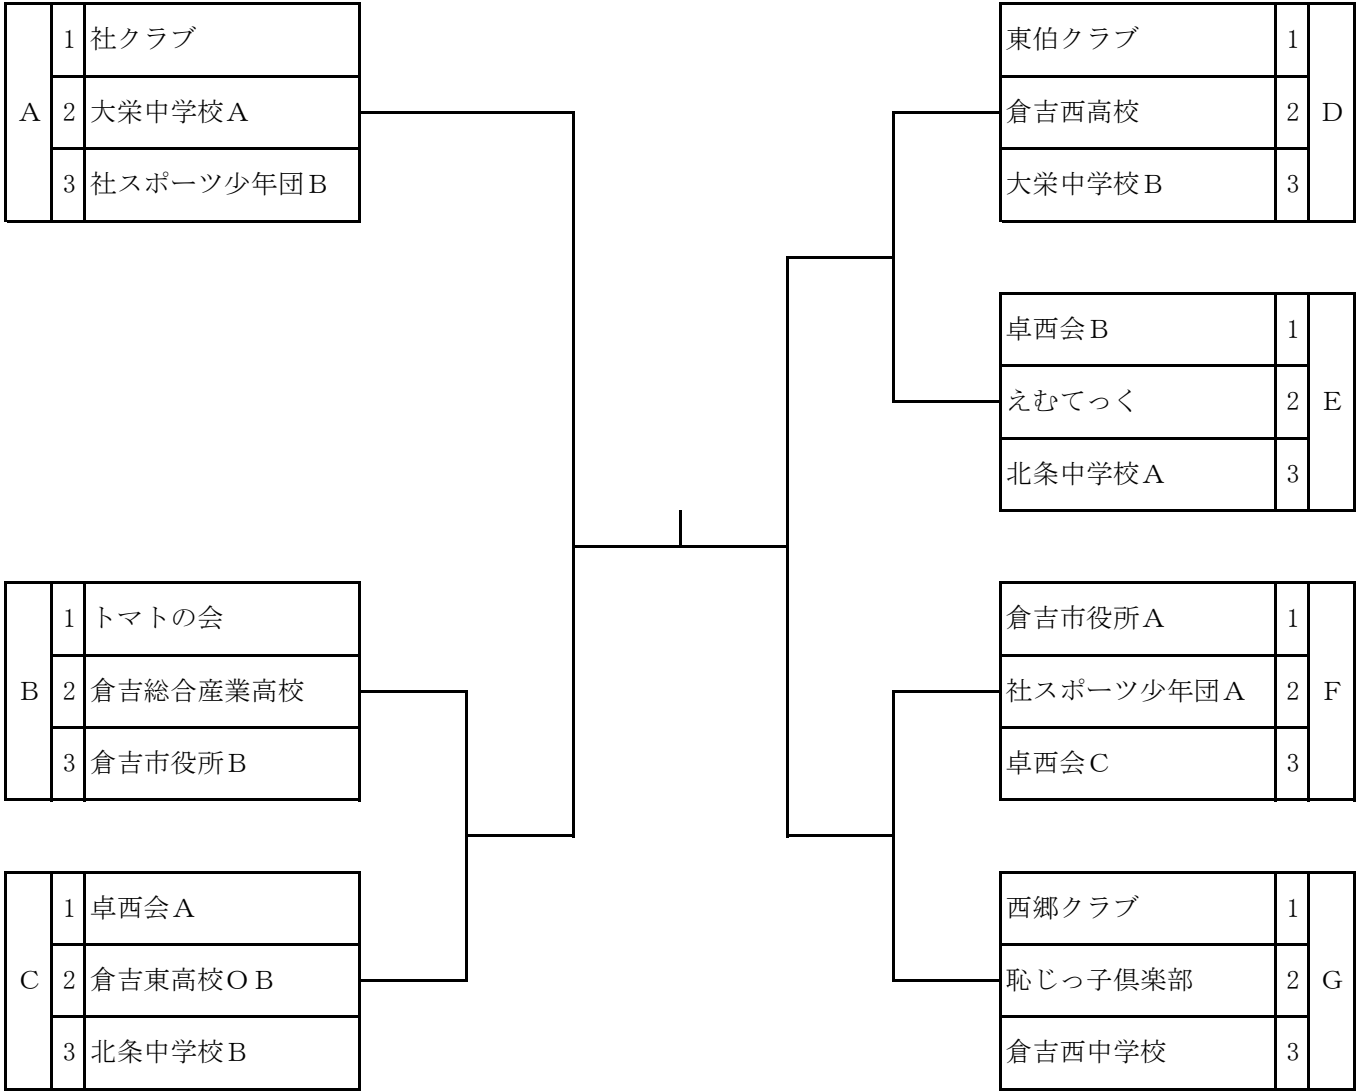 A
1 社クラブ
2 大栄中学校A
3 社スポーツ少年団B
B
1 トマトの会
2 倉吉総合産業高校
3 倉吉市役所B
C
1 卓西会A
2 倉吉東高校OB
3 北条中学校B
東伯クラブ 1
倉吉西高校 2
大栄中学校B 3
D
卓西会B 1
えむてっく 2
北条中学校A 3
E
倉吉市役所A 1
社スポーツ少年団A 2
卓西会C 3
F
西郷クラブ 1
恥じっ子倶楽部 2
倉吉西中学校 3
G